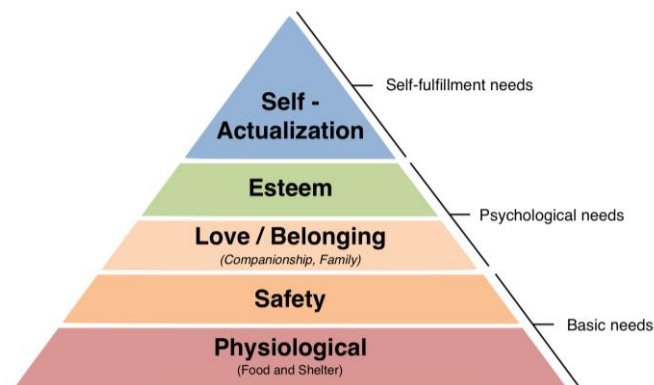 Self -
Actualization
Self-fulfillment needs
Esteem
Psychological needs
Love / Belonging
(Companionship, Family)
Safety
Basic needs
Physiological
(Food and Shelter)